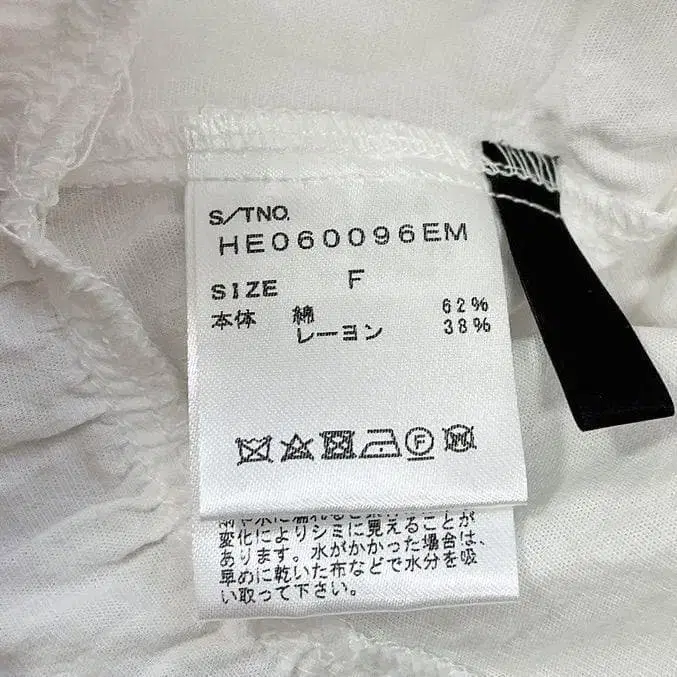 S/TNO.
HE060096EM
SIZE F
本体 綿 62%
レーヨン 38%
変化によりシミに見えることが
あります。水がかかった場合は、
早めに乾いた布などで水分を吸
い取って下さい。